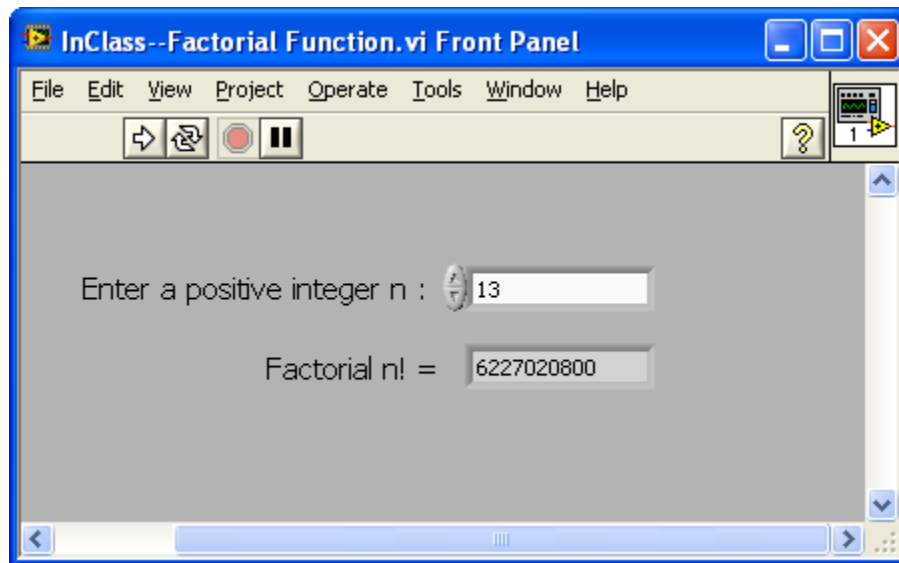 InClass--Factorial Function.vi Front Panel
File Edit View Project Operate Tools Window Help
1
Enter a positive integer n : 13
Factorial n! = 6227020800